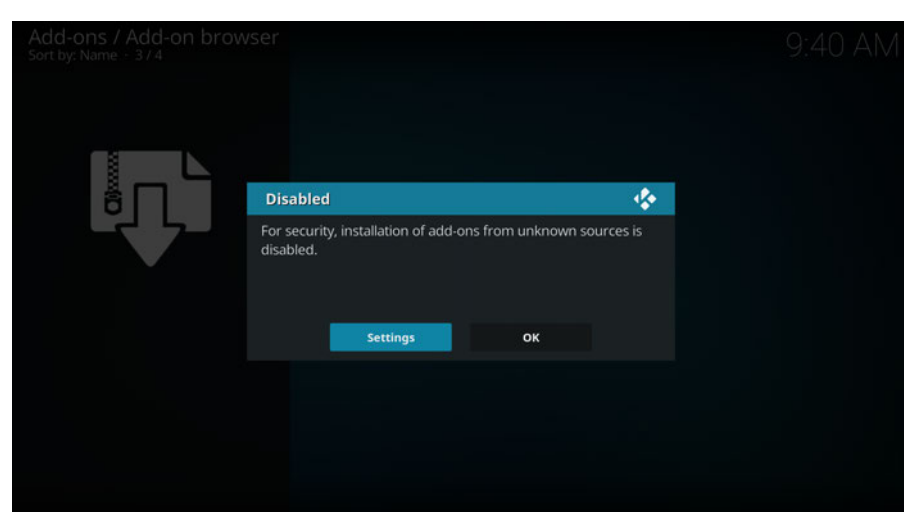 Add-ons / Add-on browser
Sort by: Name · 3 / 4
9:40 AM
Disabled
For security, installation of add-ons from unknown sources is
disabled.
Settings
OK